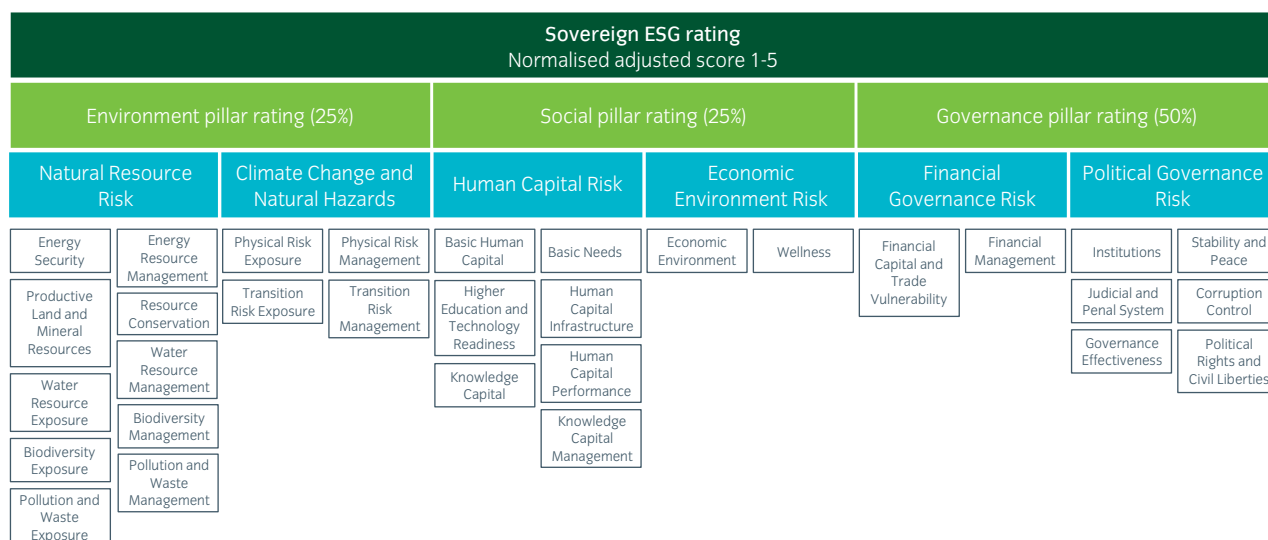 Sovereign ESG rating
Normalised adjusted score 1-5
Environment pillar rating (25%)
Social pillar rating (25%)
Governance pillar rating (50%)
Natural Resource
Risk
Climate Change and
Natural Hazards
Human Capital Risk
Economic
Environment Risk
Financial
Governance Risk
Political Governance
Risk
Energy
Security
Productive
Land and
Mineral
Resources
Water
Resource
Exposure
Biodiversity
Exposure
Pollution and
Waste
Exposure
Energy
Resource
Management
Resource
Conservation
Water
Resource
Management
Biodiversity
Management
Pollution and
Waste
Management
Physical Risk
Exposure
Transition
Risk Exposure
Physical Risk
Management
Transition
Risk
Management
Basic Human
Capital
Higher
Education and
Technology
Readiness
Knowledge
Capital
Basic Needs
Human
Capital
Infrastructure
Human
Capital
Performance
Knowledge
Capital
Management
Economic
Environment
Wellness
Financial
Capital and
Trade
Vulnerability
Financial
Management
Institutions
Judicial and
Penal System
Governance
Effectiveness
Stability and
Peace
Corruption
Control
Political
Rights and
Civil Liberties